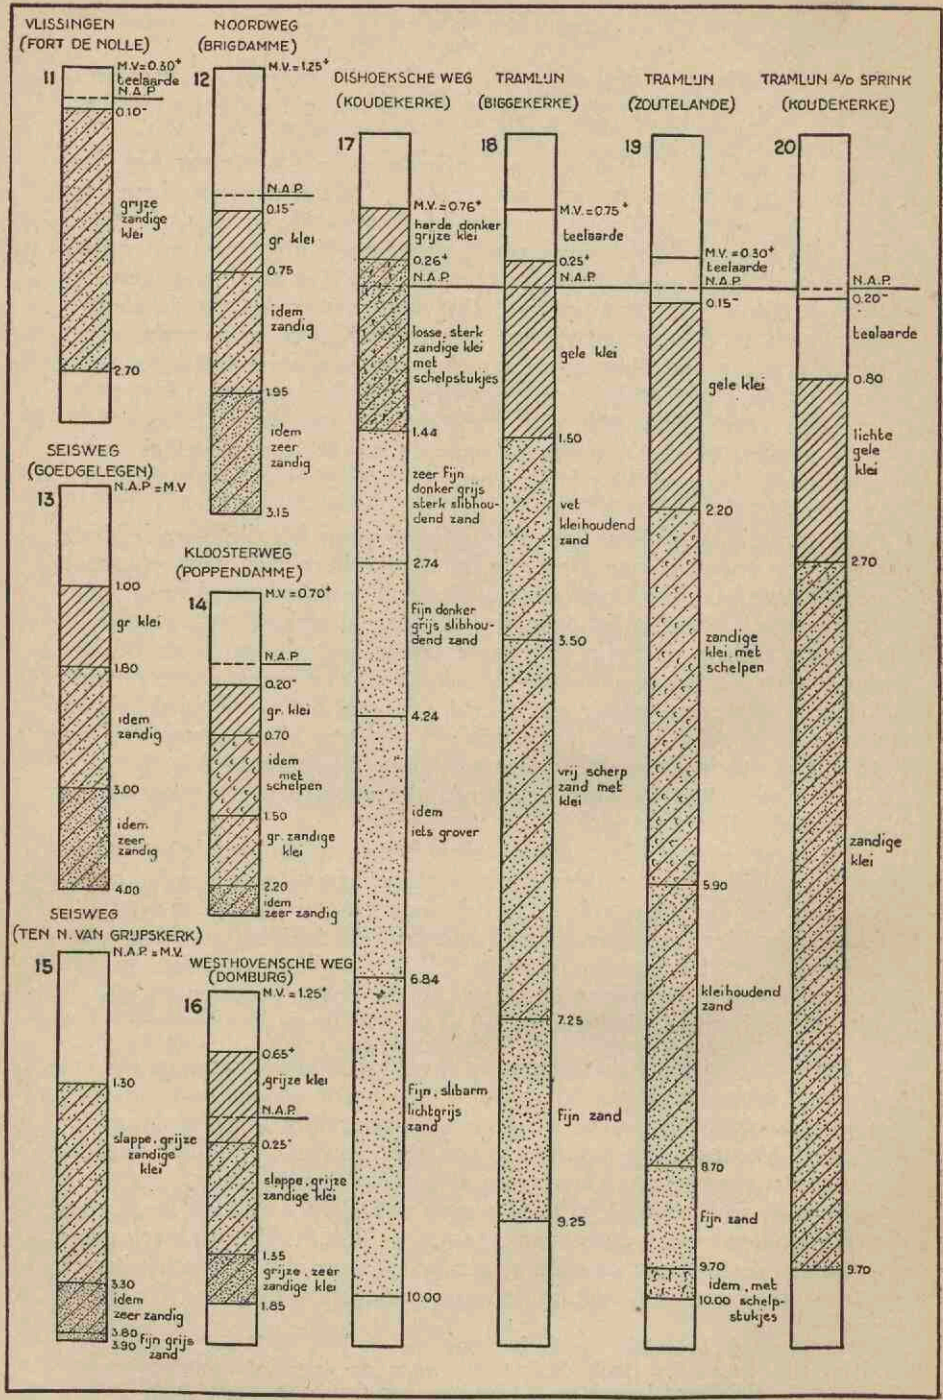 VLISSINGEN
(FORT DE NOLLE)
11
M.V=0.30+
teelaarde
N.A.P
0.10-
grijze
zandige
klei
2.70
NOORDWEG
(BRIGDAMME)
12
M.V.=1.25+
N.A.P.
0.15-
gr klei
0.75
idem
zandig
1.95
idem
zeer
zandig
3.15
SEISWEG
(GOEDGELEGEN)
13
N.A.P=M.V
1.00
gr klei
1.80
idem
zandig
3.00
idem.
zeer
zandig
4.00
KLOOSTERWEG
(POPPENDAMME)
14
M.V=0.70+
N.A.P
0.20-
gr. klei
0.70
idem
met
schelpen
1.50
gr. zandige
klei
2.20
idem
zeer zandig
SEISWEG
(TEN N. VAN GRIJPSKERK)
15
N.A.P.=M.V.
1.30
slappe, grijze
zandige
klei
3.30
idem
zeer zandig
3.80
3.90 fijn grijs
zand
WESTHOVENSCHE WEG
(DOMBURG)
16
M.V.=1.25+
0.65+
grijze klei
N.A.P.
0.25-
slappe, grijze
zandige klei
1.35
grijze, zeer
zandige klei
1.85
DISHOEKSCHE WEG
(KOUDEKERKE)
17
M.V.=0.76+
harde donker
grijze klei
0.26+
N.A.P.
losse, sterk
zandige klei
met
schelpstukjes
1.44
zeer fijn
donker grijs
sterk slibhou-
dend zand
2.74
fijn donker
grijs slibhou-
dend zand
4.24
idem
iets grover
6.84
fijn, slibarm
lichtgrijs
zand
10.00
TRAMLIJN
(BIGGEKERKE)
18
M.V.=0.75+
teelaarde
0.25+
N.A.P.
gele klei
1.50
vet
kleihoudend
zand
3.50
vrij scherp
zand met
klei
7.25
fijn zand
9.25
TRAMLIJN
(ZOUTELANDE)
19
M.V.=0.30+
teelaarde
N.A.P.
0.15-
gele klei
2.20
zandige
klei, met
schelpen
5.90
kleihoudend
zand
8.70
fijn zand
9.70
idem, met
10.00 schelp-
stukjes
TRAMLIJN A/D SPRINK
(KOUDEKERKE)
20
N.A.P.
0.20-
teelaarde
0.80
lichte
gele
klei
2.70
zandige
klei
9.70